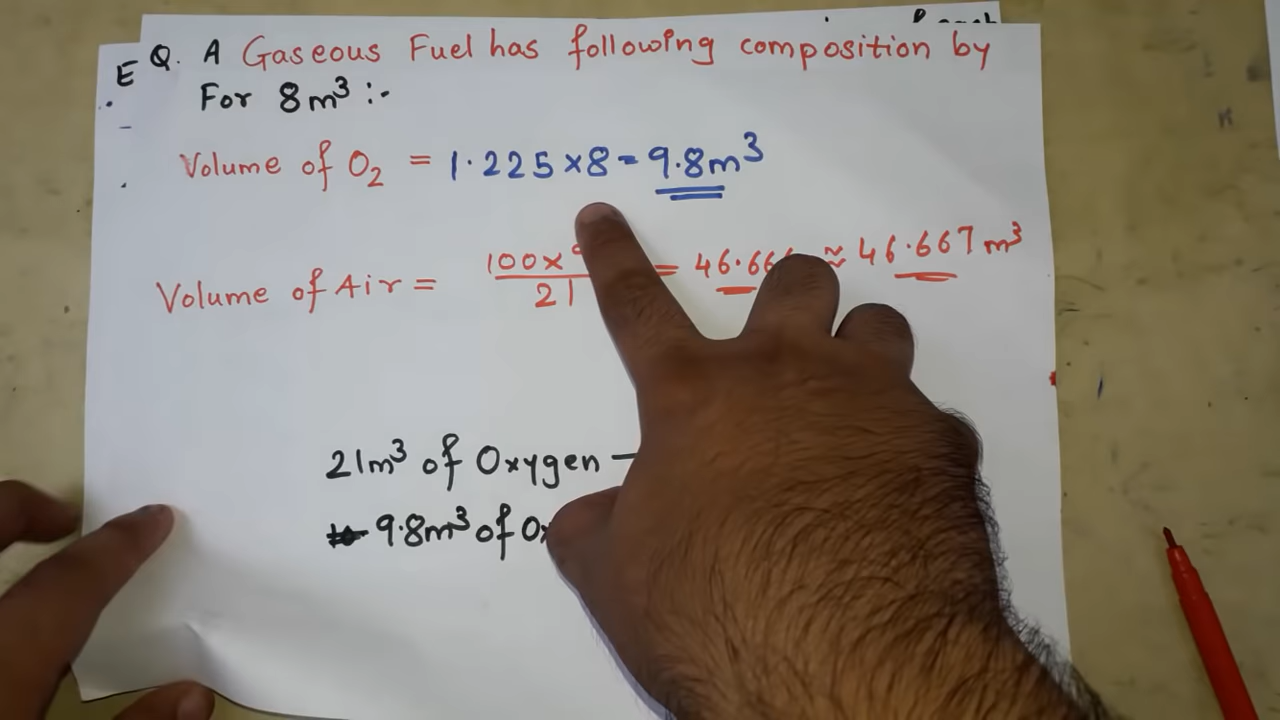 Q. A Gaseous Fuel has following composition by
E
For 8m³ :-
Volume of O₂ = 1.225 × 8 = 9.8m³
Volume of Air = 100 × / 21 = 46.66 ≈ 46.667 m³
21m³ of Oxygen —
9.8m³ of